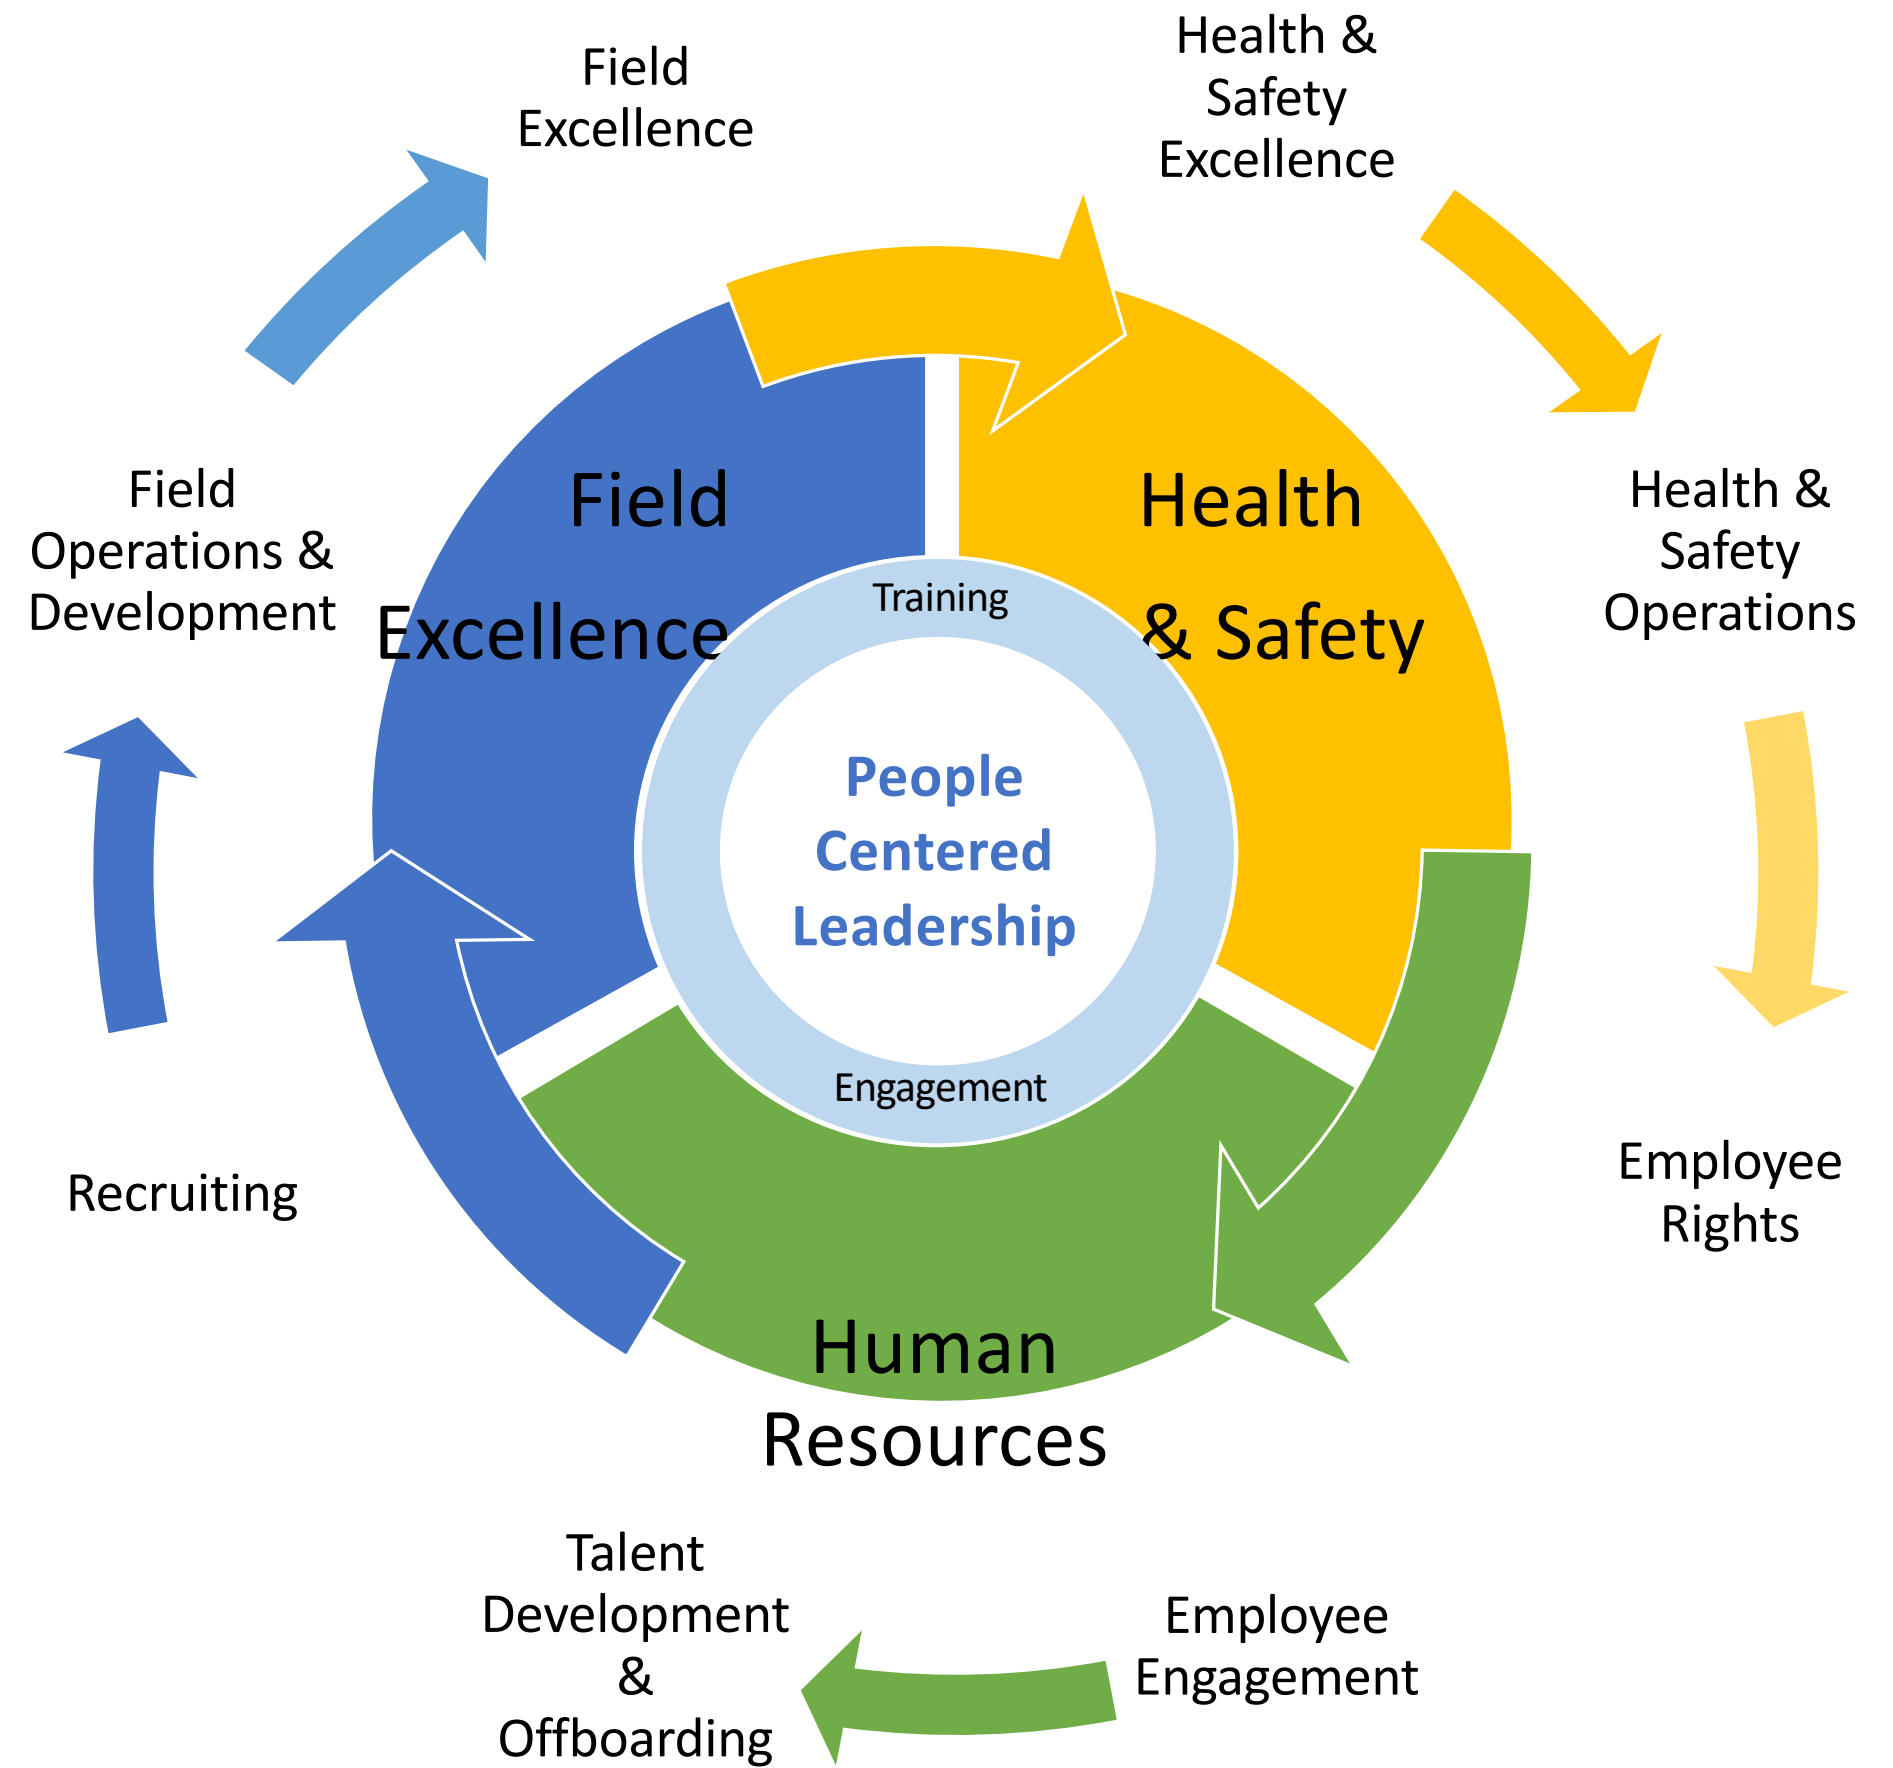 Field
Excellence
Health &
Safety
Excellence
Field
Operations &
Development
Field
Excellence
Health
& Safety
Health &
Safety
Operations
Training
People
Centered
Leadership
Engagement
Recruiting
Employee
Rights
Human
Resources
Talent
Development
&
Offboarding
Employee
Engagement